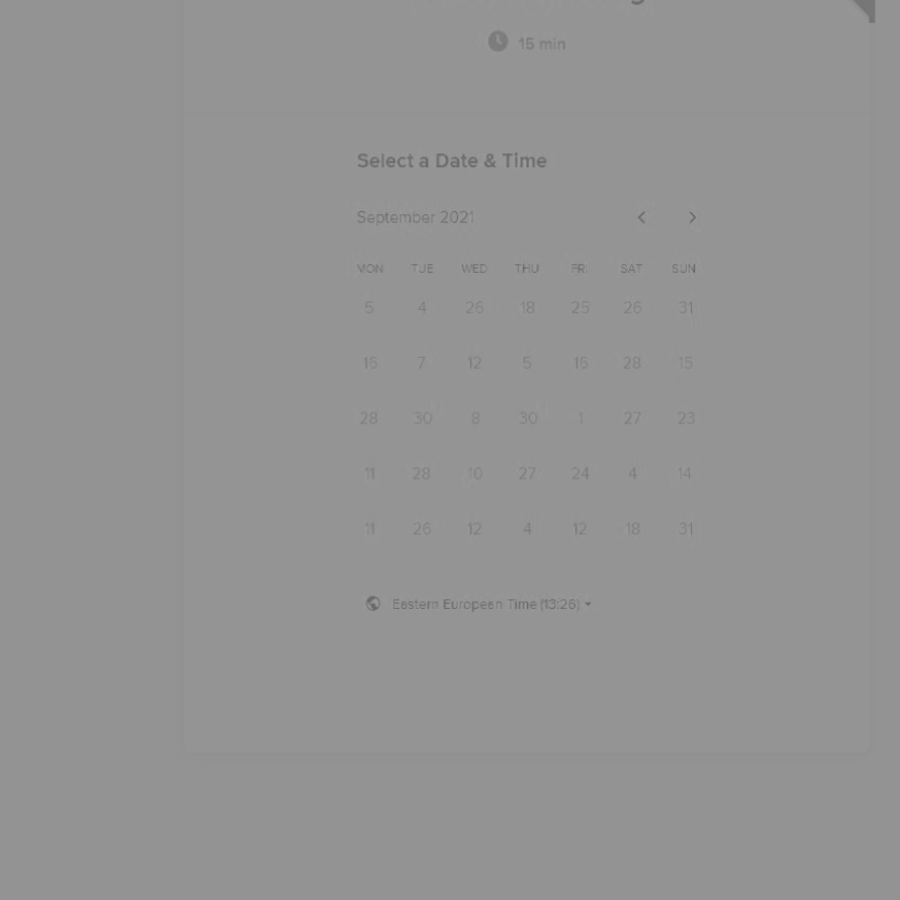 15 min
Select a Date & Time
September 2021
MON TUE WED THU FRI SAT SUN
5 4 26 18 25 26 31
15 7 12 5 15 28 15
28 30 8 30 1 27 23
11 28 10 27 24 4 14
11 26 12 4 12 18 31
Eastern European Time (13:26)